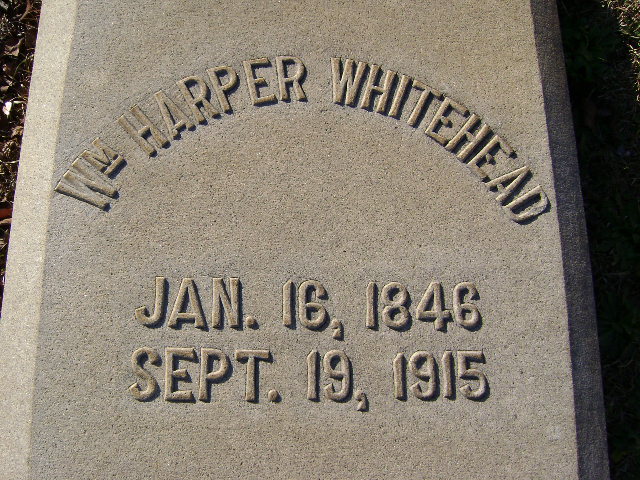 Wᴹ HARPER WHITEHEAD
JAN. 16, 1846
SEPT. 19, 1915